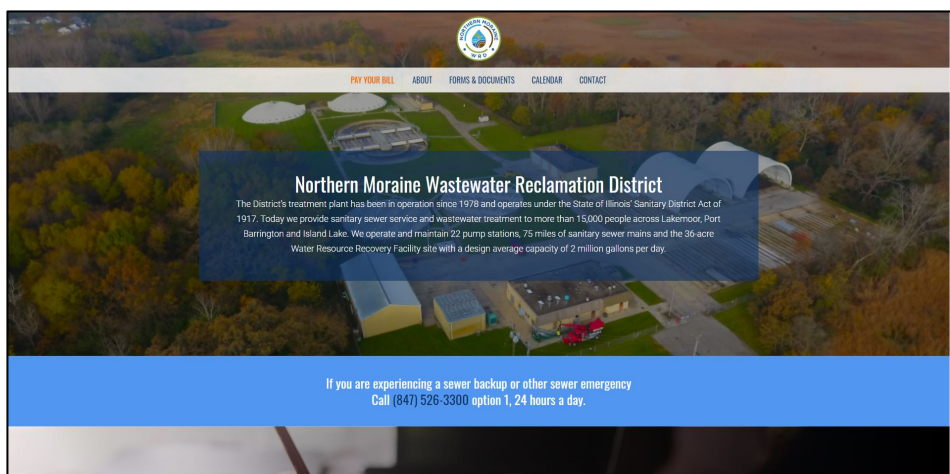 NORTHERN MORAINE
WRD
PAY YOUR BILL ABOUT FORMS & DOCUMENTS CALENDAR CONTACT
Northern Moraine Wastewater Reclamation District
The District's treatment plant has been in operation since 1978 and operates under the State of Illinois' Sanitary District Act of
1917. Today we provide sanitary sewer service and wastewater treatment to more than 15,000 people across Lakemoor, Port
Barrington and Island Lake. We operate and maintain 22 pump stations, 75 miles of sanitary sewer mains and the 36-acre
Water Resource Recovery Facility site with a design average capacity of 2 million gallons per day.
If you are experiencing a sewer backup or other sewer emergency
Call (847) 526-3300 option 1, 24 hours a day.